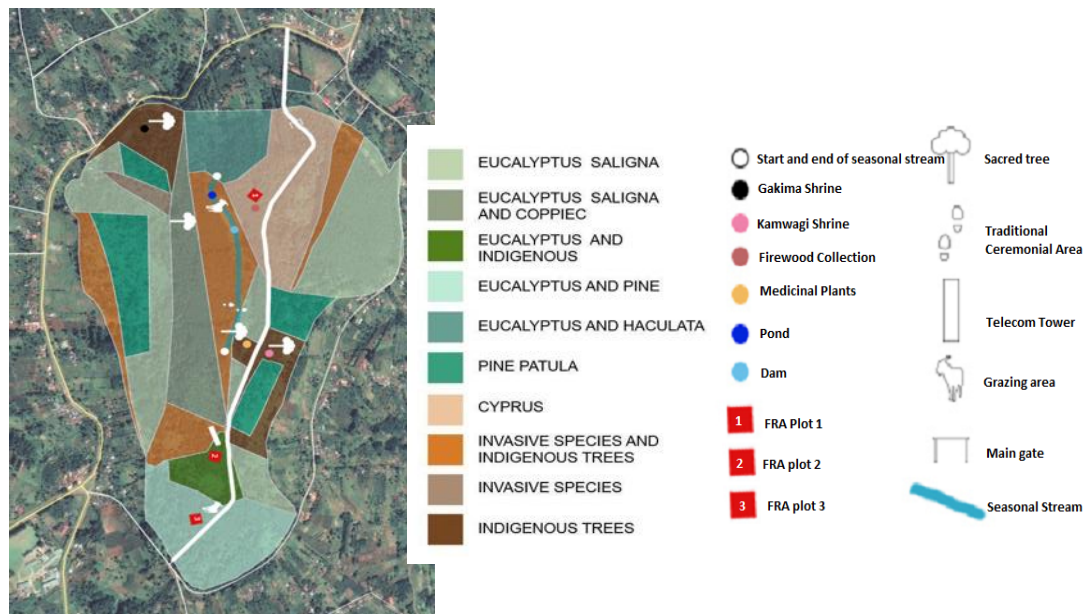 EUCALYPTUS SALIGNA
EUCALYPTUS SALIGNA
AND COPPIEC
EUCALYPTUS AND
INDIGENOUS
EUCALYPTUS AND PINE
EUCALYPTUS AND HACULATA
PINE PATULA
CYPRUS
INVASIVE SPECIES AND
INDIGENOUS TREES
INVASIVE SPECIES
INDIGENOUS TREES
Start and end of seasonal stream
Gakima Shrine
Kamwagi Shrine
Firewood Collection
Medicinal Plants
Pond
Dam
1 FRA Plot 1
2 FRA plot 2
3 FRA plot 3
Sacred tree
Traditional
Ceremonial Area
Telecom Tower
Grazing area
Main gate
Seasonal Stream